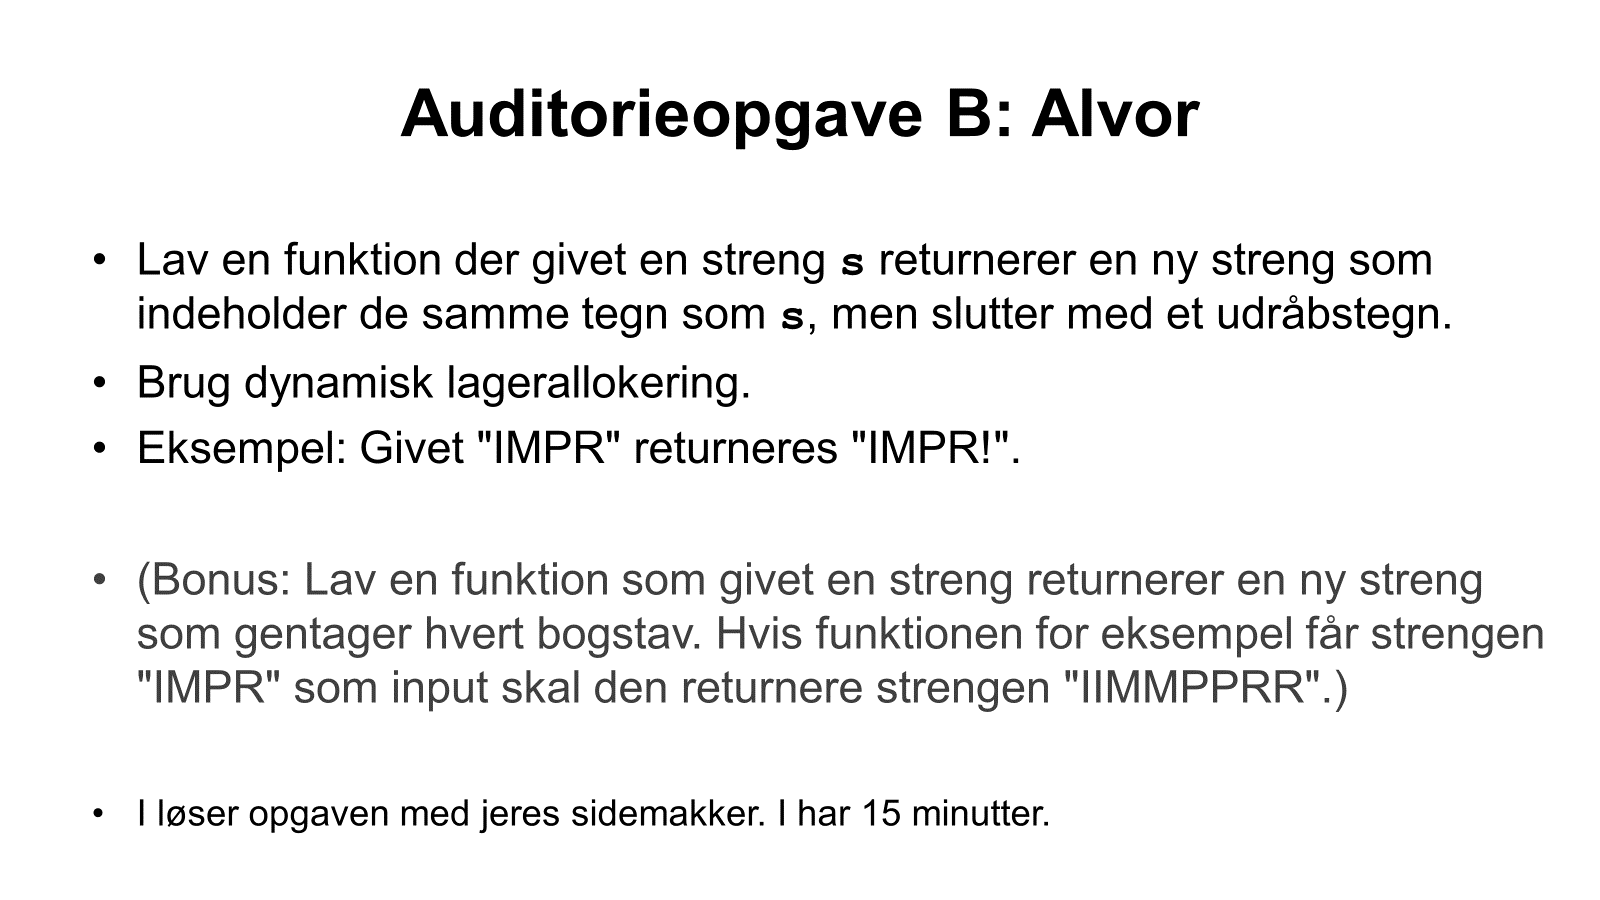 Auditorieopgave B: Alvor
• Lav en funktion der givet en streng s returnerer en ny streng som
indeholder de samme tegn som s, men slutter med et udråbstegn.
• Brug dynamisk lagerallokering.
• Eksempel: Givet "IMPR" returneres "IMPR!".
• (Bonus: Lav en funktion som givet en streng returnerer en ny streng
som gentager hvert bogstav. Hvis funktionen for eksempel får strengen
"IMPR" som input skal den returnere strengen "IIMMPPRR".)
• I løser opgaven med jeres sidemakker. I har 15 minutter.